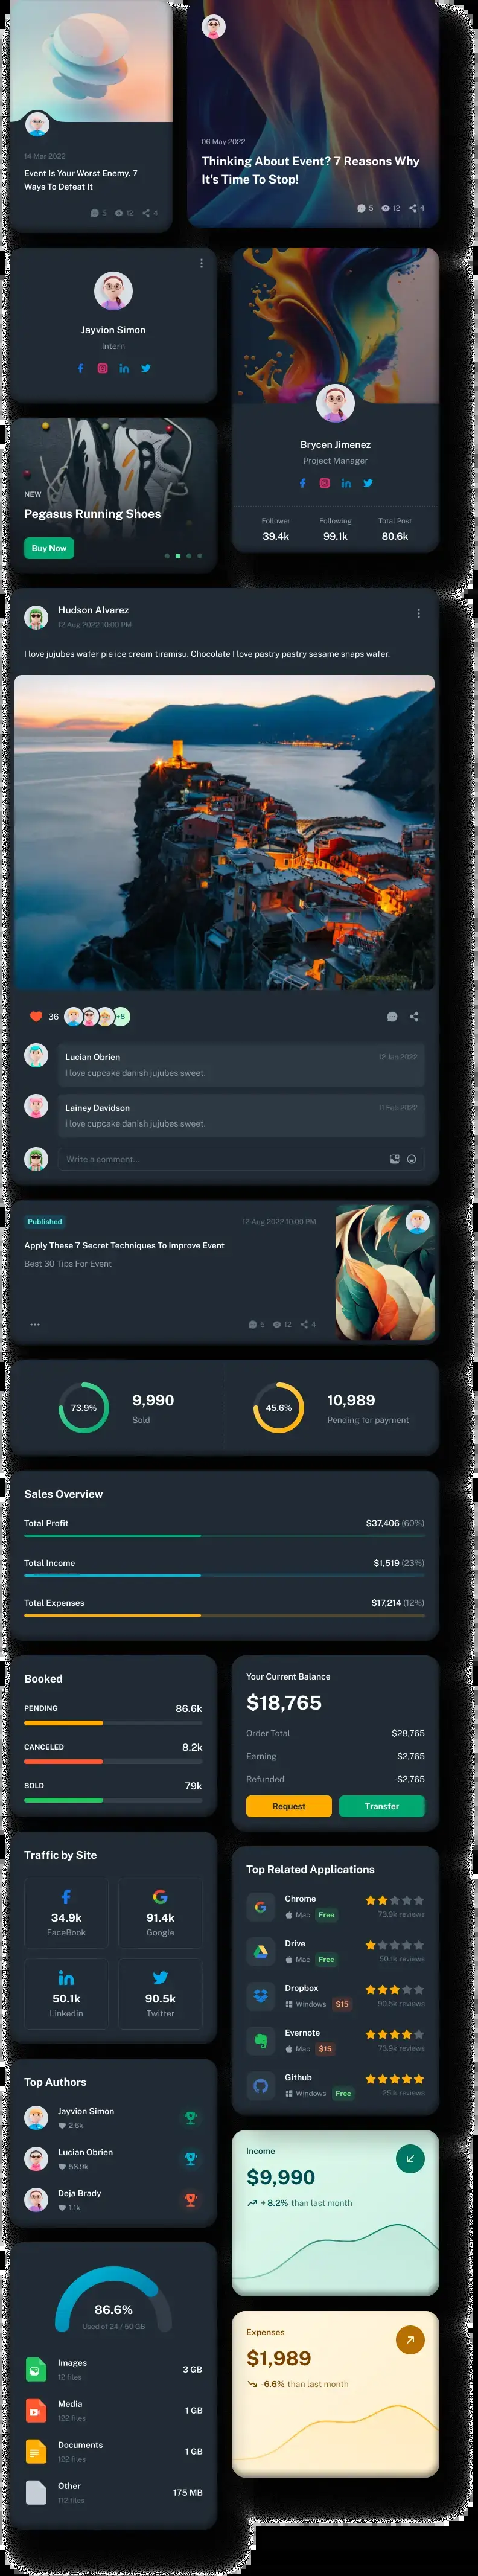 14 Mar 2022
Event Is Your Worst Enemy. 7
Ways To Defeat It
5 12 4
06 May 2022
Thinking About Event? 7 Reasons Why
It's Time To Stop!
5 12 4
Jayvion Simon
Intern
NEW
Pegasus Running Shoes
Buy Now
Brycen Jimenez
Project Manager
Follower Following Total Post
39.4k 99.1k 80.6k
Hudson Alvarez
12 Aug 2022 10:00 PM
I love jujubes wafer pie ice cream tiramisu. Chocolate I love pastry pastry sesame snaps wafer.
36 +8
Lucian Obrien 12 Jan 2022
I love cupcake danish jujubes sweet.
Lainey Davidson 11 Feb 2022
I love cupcake danish jujubes sweet.
Write a comment...
Published 12 Aug 2022 10:00 PM
Apply These 7 Secret Techniques To Improve Event
Best 30 Tips For Event
5 12 4
73.9% 9,990
Sold
45.6% 10,989
Pending for payment
Sales Overview
Total Profit $37,406 (60%)
Total Income $1,519 (23%)
Total Expenses $17,214 (12%)
Booked
PENDING 86.6k
CANCELED 8.2k
SOLD 79k
Your Current Balance
$18,765
Order Total $28,765
Earning $2,765
Refunded -$2,765
Request Transfer
Traffic by Site
34.9k 91.4k
FaceBook Google
50.1k 90.5k
Linkedin Twitter
Top Related Applications
Chrome
Mac Free 73.9k reviews
Drive
Mac Free 50.1k reviews
Dropbox
Windows $15 90.5k reviews
Evernote
Mac $15 73.9k reviews
Github
Windows Free 25.k reviews
Top Authors
Jayvion Simon
2.6k
Lucian Obrien
58.9k
Deja Brady
1.1k
Income
$9,990
+ 8.2% than last month
86.6%
Used of 24 / 50 GB
Images 3 GB
12 files
Media 1 GB
122 files
Documents 1 GB
122 files
Other 175 MB
112 files
Expenses
$1,989
-6.6% than last month